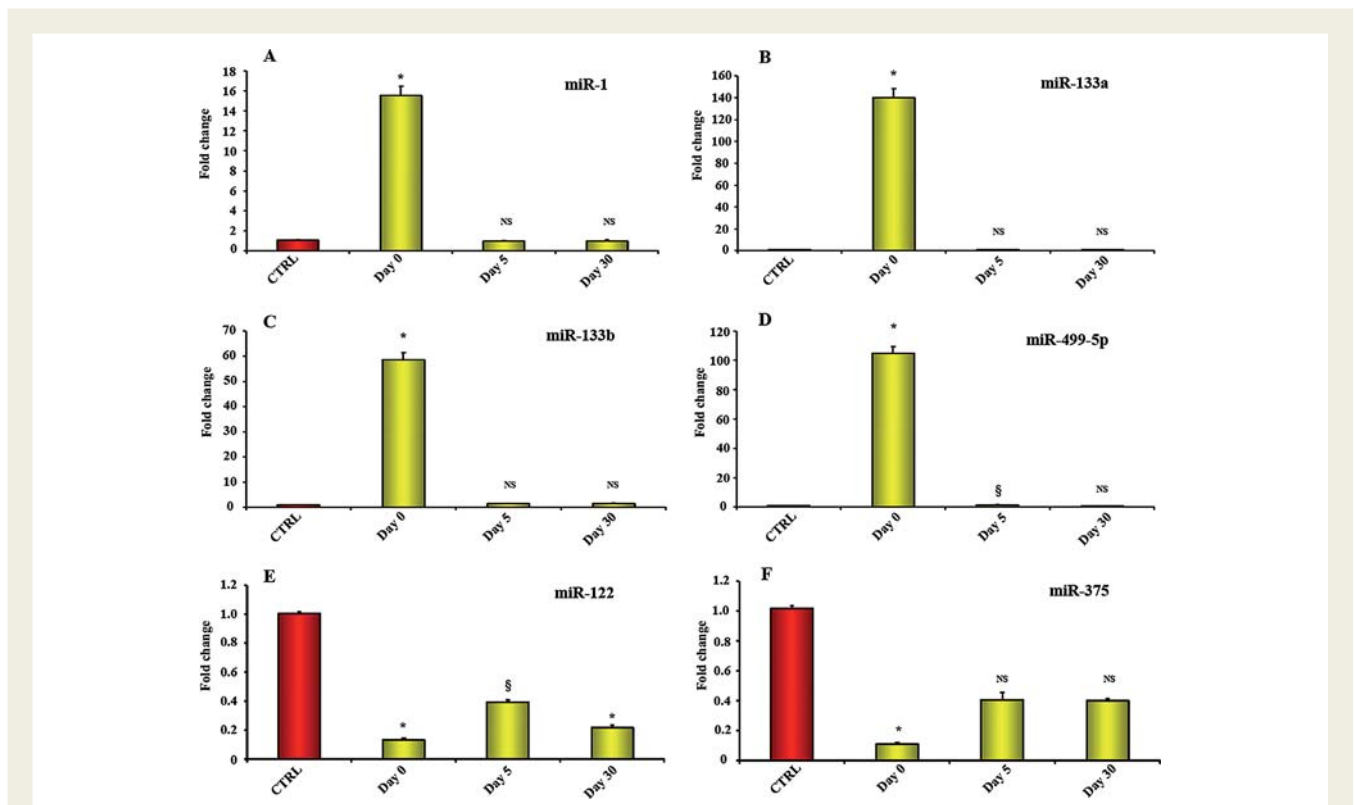 A
miR-1
Fold change
18
16
14
12
10
8
6
4
2
0
*
NS
NS
CTRL
Day 0
Day 5
Day 30
B
miR-133a
Fold change
160
140
120
100
80
60
40
20
0
*
NS
NS
CTRL
Day 0
Day 5
Day 30
C
miR-133b
Fold change
70
60
50
40
30
20
10
0
*
NS
NS
CTRL
Day 0
Day 5
Day 30
D
miR-499-5p
Fold change
120
100
80
60
40
20
0
*
§
NS
CTRL
Day 0
Day 5
Day 30
E
miR-122
Fold change
1.2
1.0
0.8
0.6
0.4
0.2
0
*
§
*
CTRL
Day 0
Day 5
Day 30
F
miR-375
Fold change
1.2
1.0
0.8
0.6
0.4
0.2
0
*
NS
NS
CTRL
Day 0
Day 5
Day 30